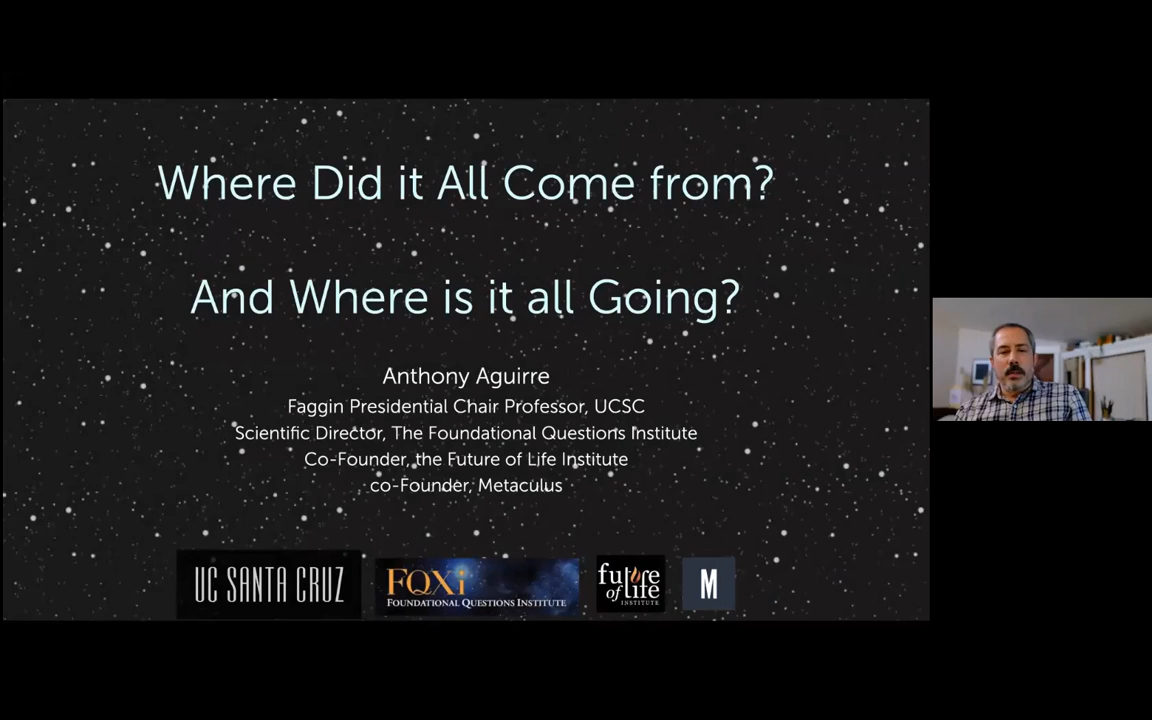 Where Did it All Come from?
And Where is it all Going?
Anthony Aguirre
Faggin Presidential Chair Professor, UCSC
Scientific Director, The Foundational Questions Institute
Co-Founder, the Future of Life Institute
co-Founder, Metaculus
UC SANTA CRUZ
FQXi
FOUNDATIONAL QUESTIONS INSTITUTE
future
of life
INSTITUTE
M